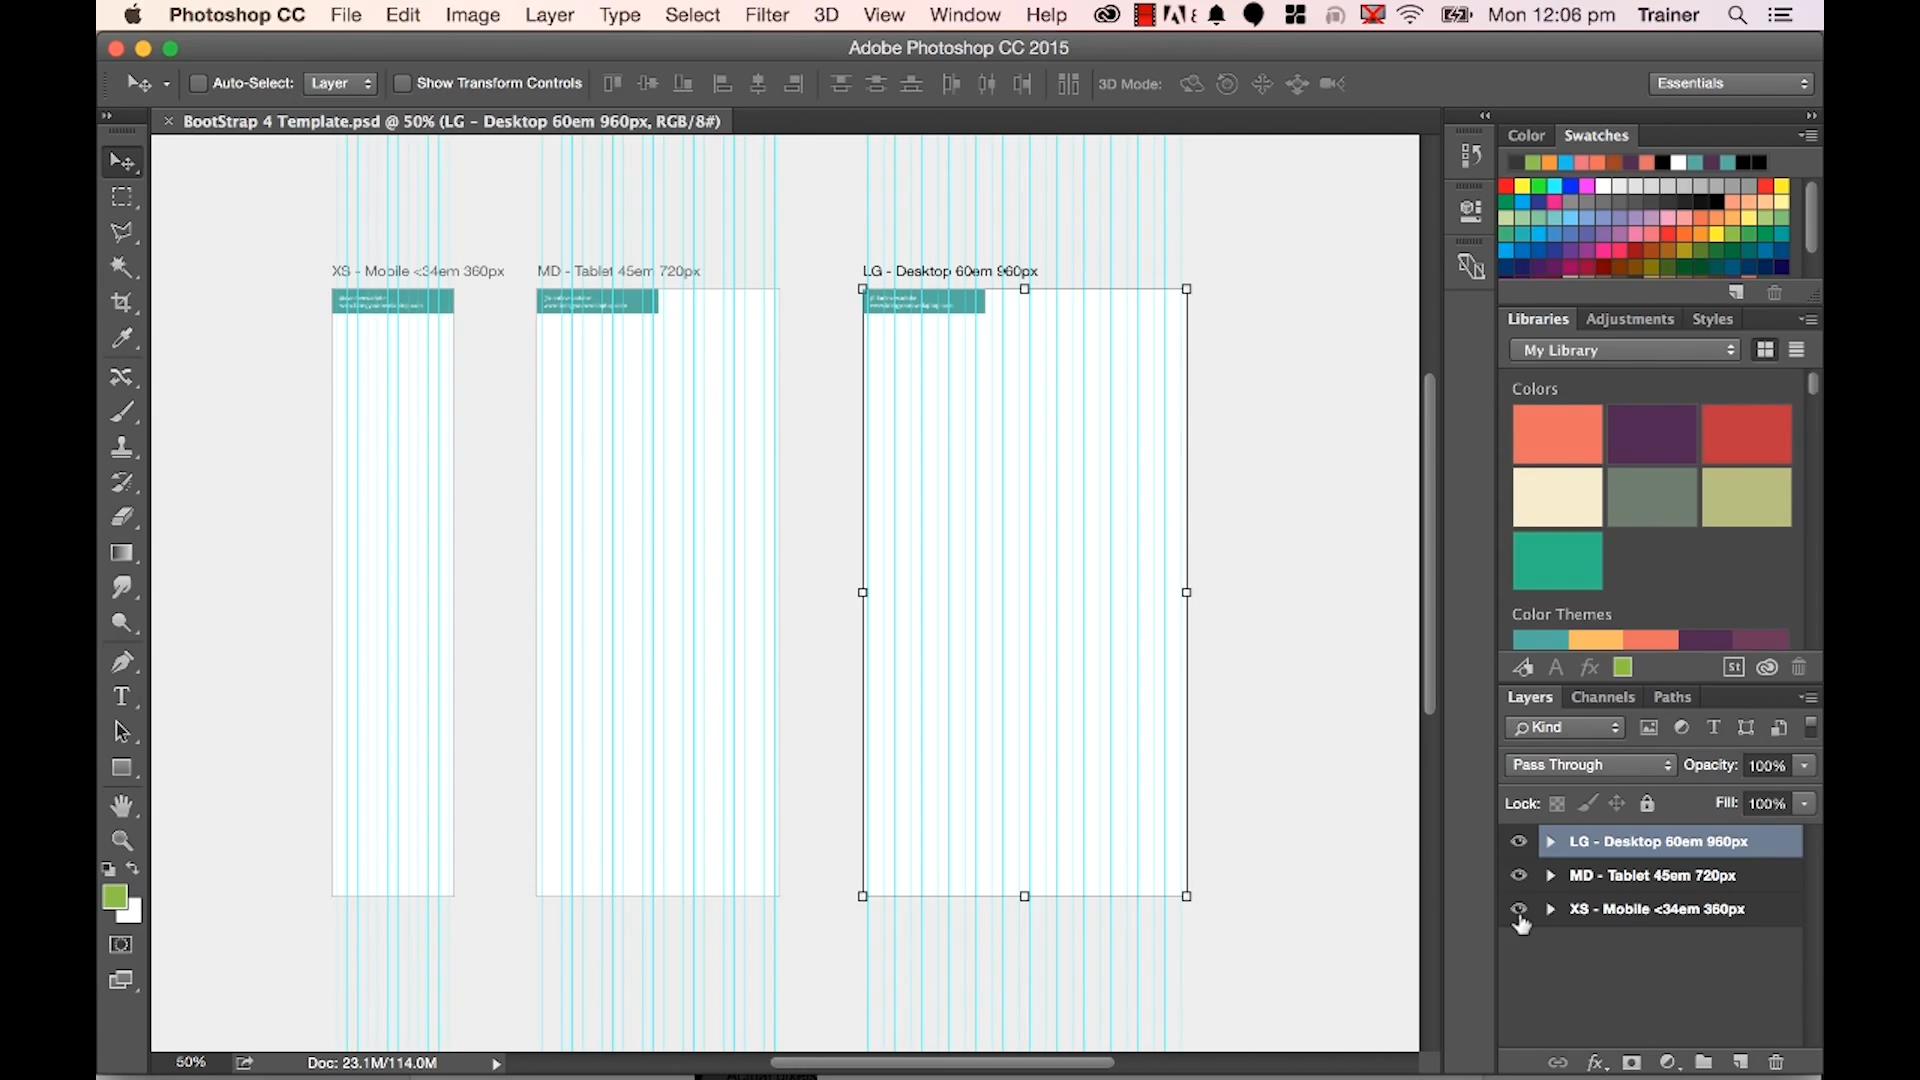 Photoshop CC File Edit Image Layer Type Select Filter 3D View Window Help Mon 12:06 pm Trainer
Adobe Photoshop CC 2015
Auto-Select: Layer Show Transform Controls 3D Mode: Essentials
× BootStrap 4 Template.psd @ 50% (LG - Desktop 60em 960px, RGB/8#)
Color Swatches
XS - Mobile <34em 360px MD - Tablet 45em 720px LG - Desktop 60em 960px
Libraries Adjustments Styles
My Library
Colors
Color Themes
St
Layers Channels Paths
Kind
Pass Through Opacity: 100%
Lock: Fill: 100%
LG - Desktop 60em 960px
MD - Tablet 45em 720px
XS - Mobile <34em 360px
50% Doc: 23.1M/114.0M